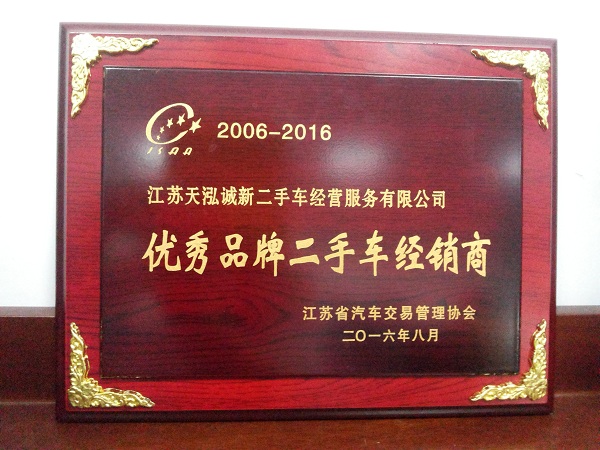 2006-2016
JSAA
江苏天泓诚新二手车经营服务有限公司
优秀品牌二手车经销商
江苏省汽车交易管理协会
二〇一六年八月